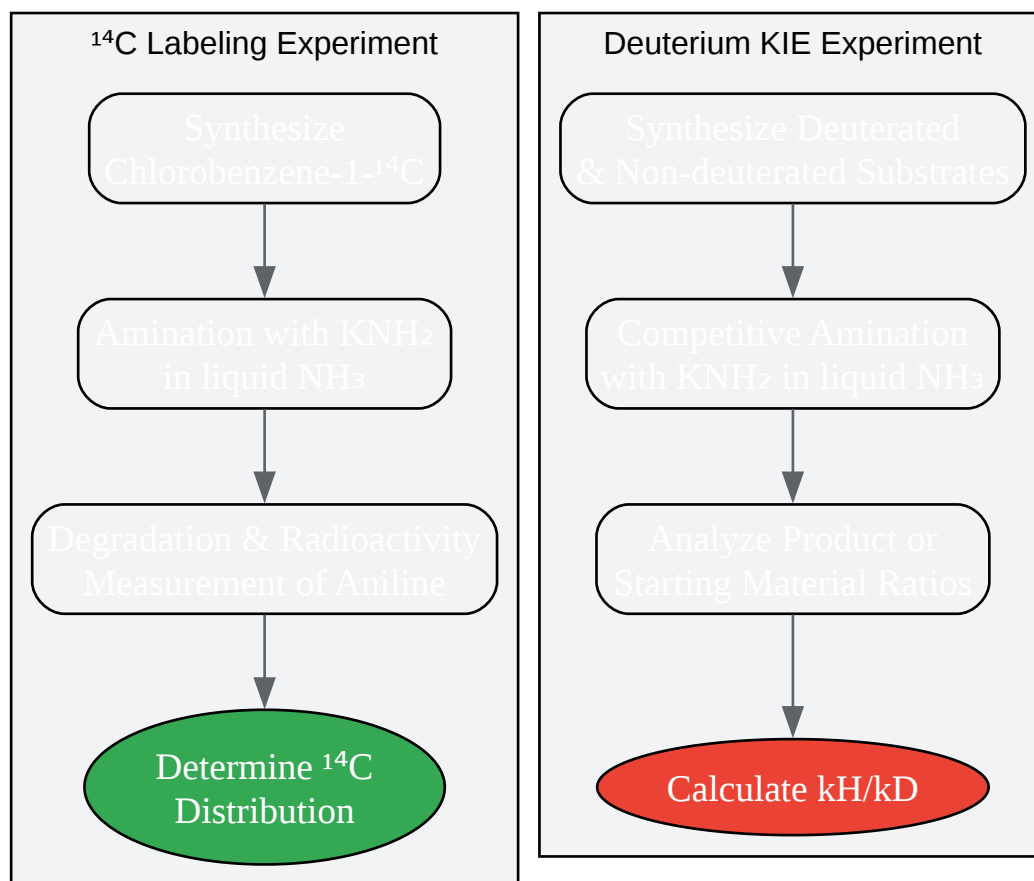 ¹⁴C Labeling Experiment
Synthesize
Chlorobenzene-1-¹⁴C
Amination with KNH₂
in liquid NH₃
Degradation & Radioactivity
Measurement of Aniline
Determine ¹⁴C
Distribution
Deuterium KIE Experiment
Synthesize Deuterated
& Non-deuterated Substrates
Competitive Amination
with KNH₂ in liquid NH₃
Analyze Product or
Starting Material Ratios
Calculate kH/kD